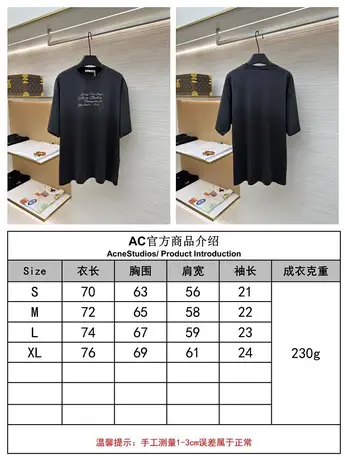 AC官方商品介绍
AcneStudios/ Product Introduction
Size 衣长 胸围 肩宽 袖长 成衣克重
S 70 63 56 21
M 72 65 58 22
L 74 67 59 23
XL 76 69 61 24
230g
温馨提示：手工测量1-3cm误差属于正常